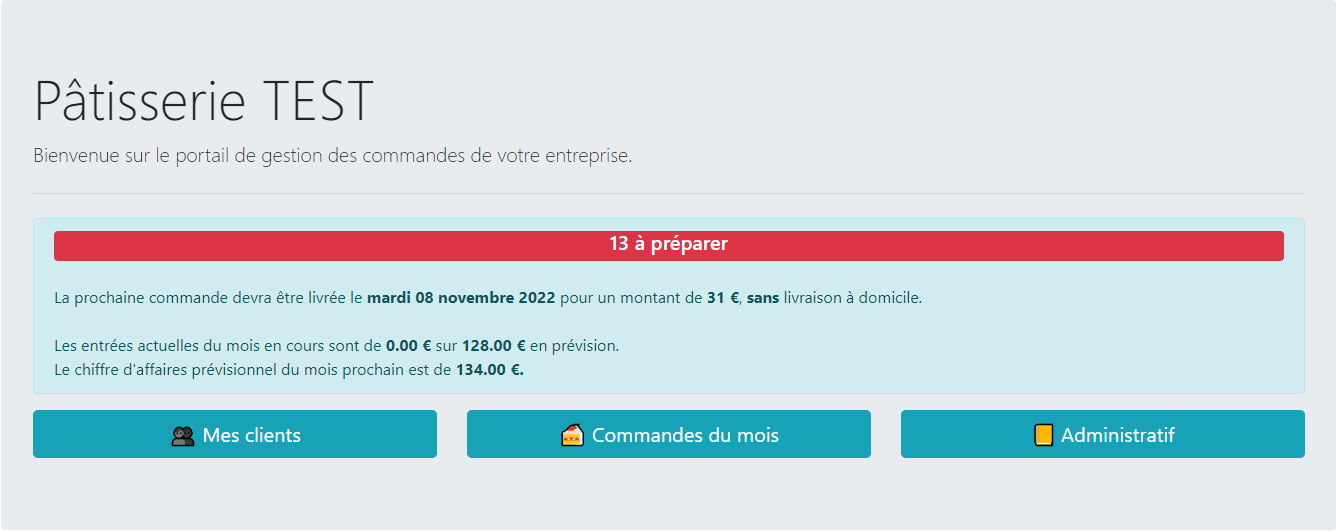 Pâtisserie TEST
Bienvenue sur le portail de gestion des commandes de votre entreprise.
13 à préparer
La prochaine commande devra être livrée le mardi 08 novembre 2022 pour un montant de 31 €, sans livraison à domicile.
Les entrées actuelles du mois en cours sont de 0.00 € sur 128.00 € en prévision.
Le chiffre d'affaires prévisionnel du mois prochain est de 134.00 €.
Mes clients
Commandes du mois
Administratif